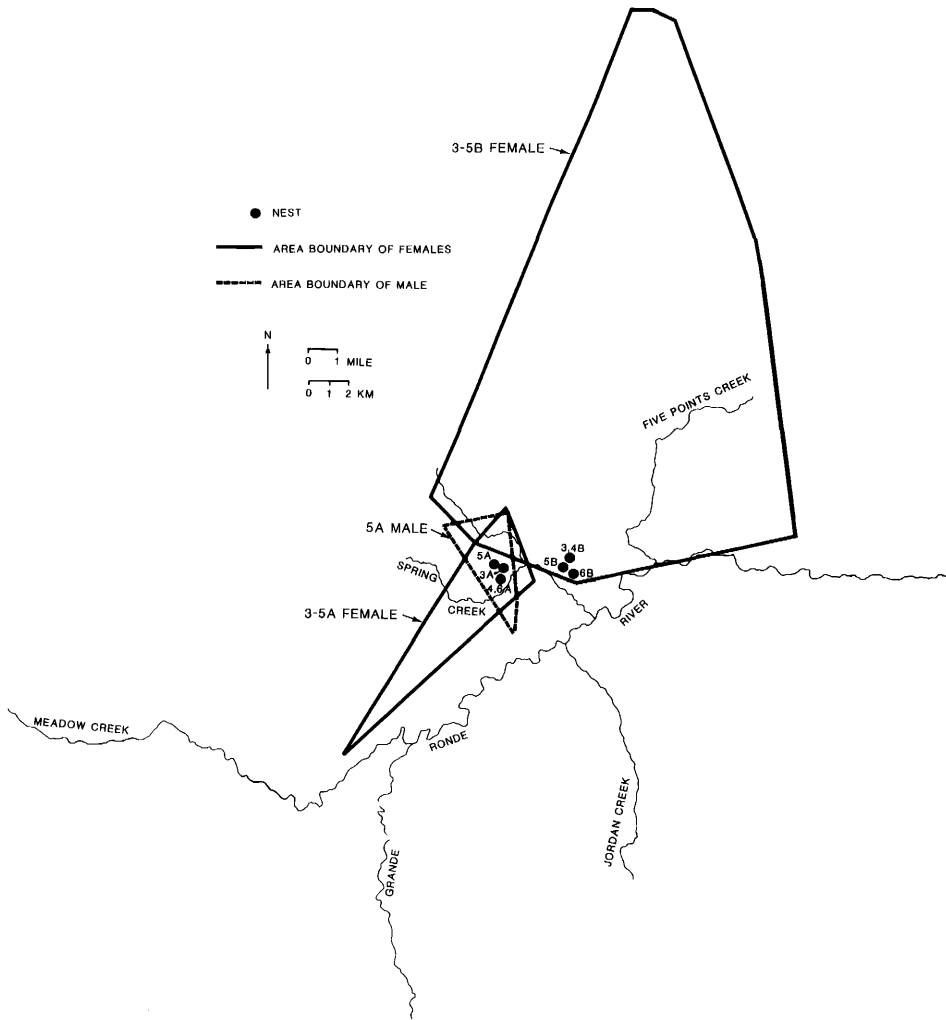 3-5B FEMALE
NEST
AREA BOUNDARY OF FEMALES
AREA BOUNDARY OF MALE
N
0 1 MILE
0 1 2 KM
FIVE POINTS CREEK
5A MALE
3,4B
5A
5B
6B
SPRING
3A
4,6A
CREEK
3-5A FEMALE
RIVER
MEADOW CREEK
RONDE
JORDAN CREEK
GRANDE